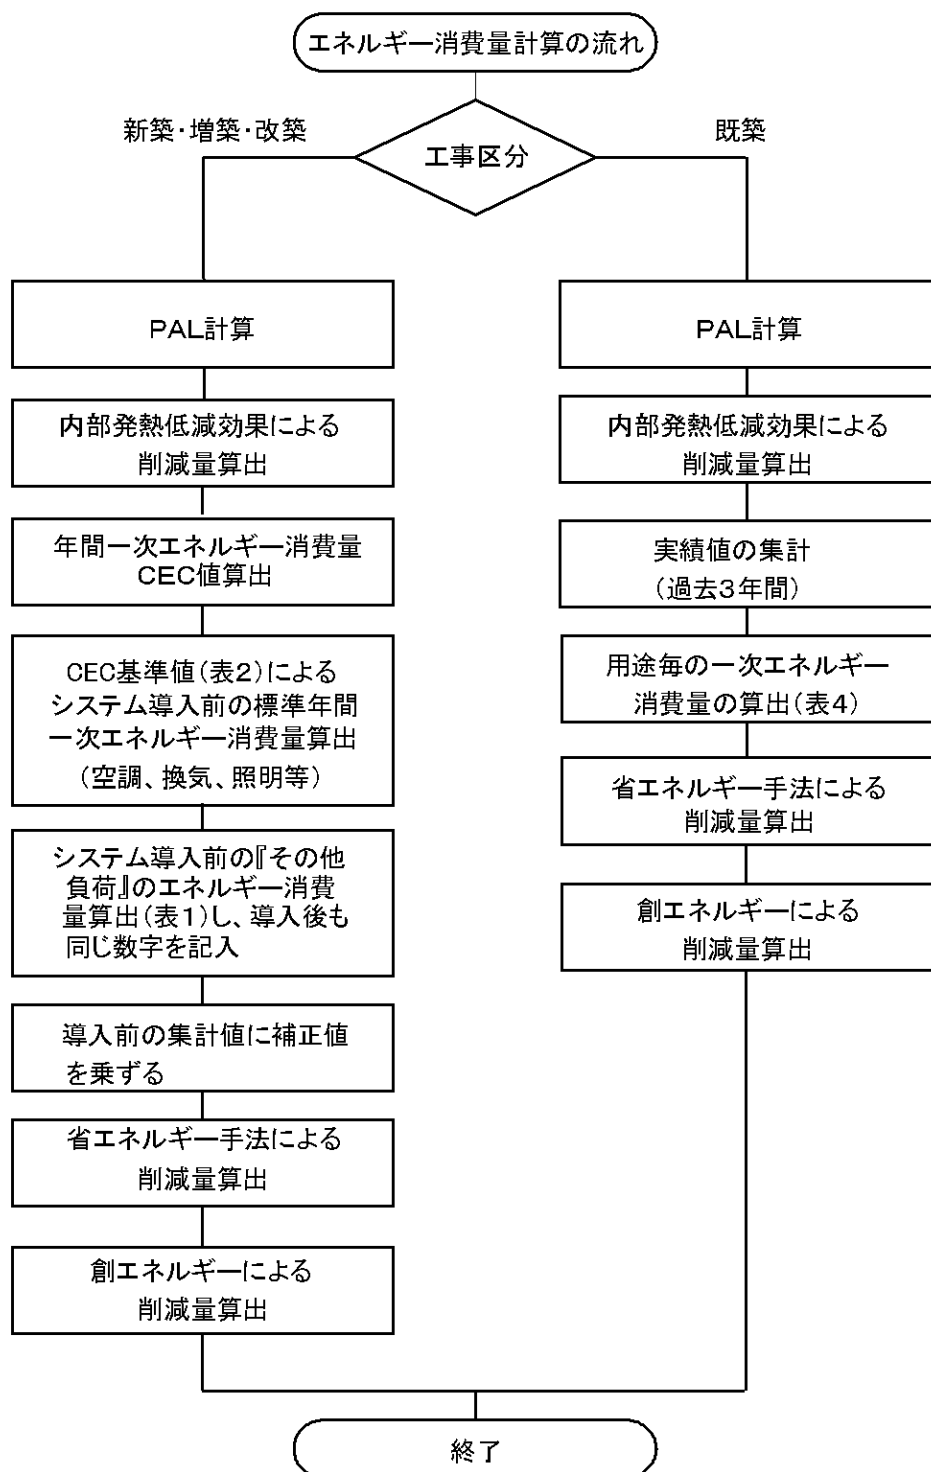 エネルギー消費量計算の流れ
工事区分
新築・増築・改築
既築
PAL計算
内部発熱低減効果による
削減量算出
年間一次エネルギー消費量
CEC値算出
CEC基準値(表2)による
システム導入前の標準年間
一次エネルギー消費量算出
(空調、換気、照明等)
システム導入前の『その他
負荷』のエネルギー消費
量算出(表1)し、導入後も
同じ数字を記入
導入前の集計値に補正値
を乗ずる
省エネルギー手法による
削減量算出
創エネルギーによる
削減量算出
PAL計算
内部発熱低減効果による
削減量算出
実績値の集計
(過去3年間)
用途毎の一次エネルギー
消費量の算出(表4)
省エネルギー手法による
削減量算出
創エネルギーによる
削減量算出
終了